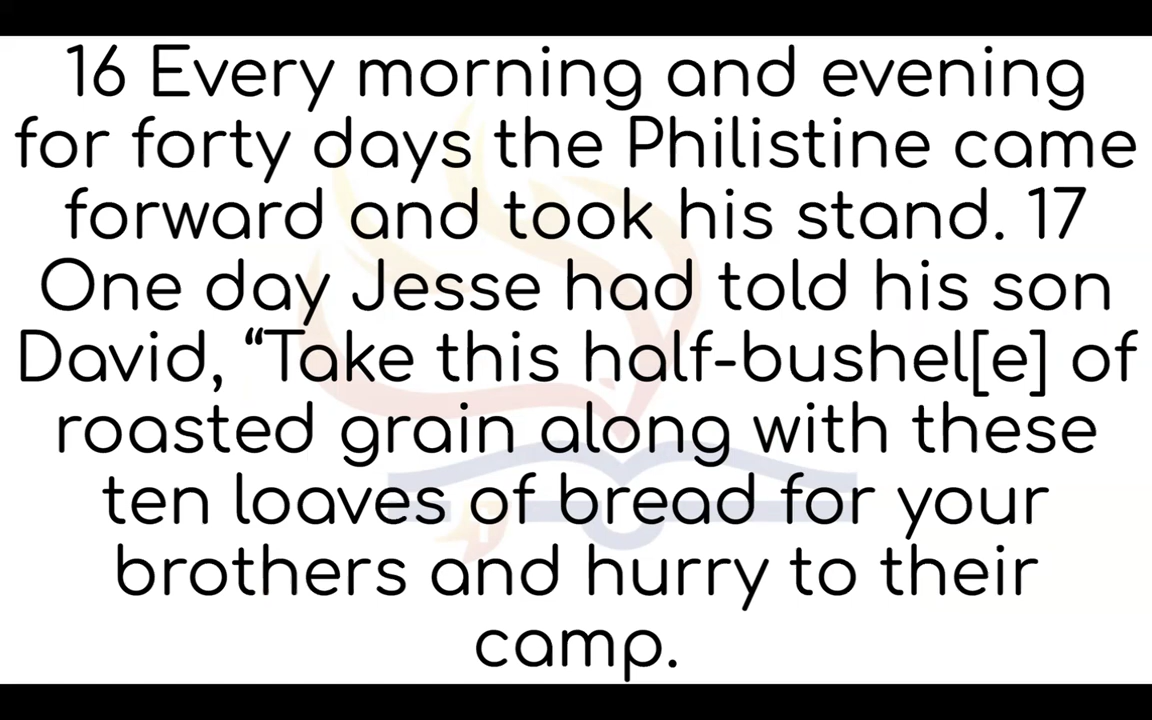 16 Every morning and evening
for forty days the Philistine came
forward and took his stand. 17
One day Jesse had told his son
David, “Take this half-bushel[e] of
roasted grain along with these
ten loaves of bread for your
brothers and hurry to their
camp.